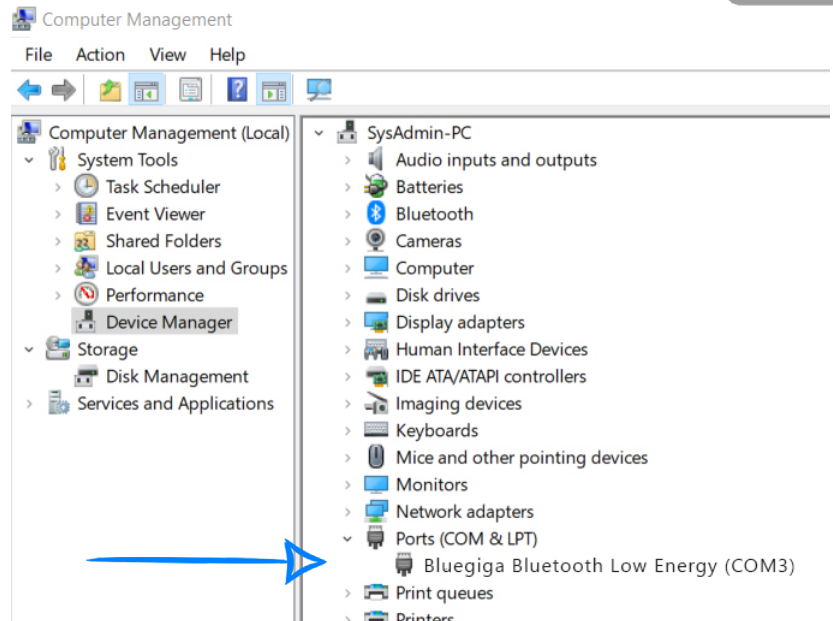 Computer Management
File Action View Help
Computer Management (Local)
System Tools
Task Scheduler
Event Viewer
Shared Folders
Local Users and Groups
Performance
Device Manager
Storage
Disk Management
Services and Applications
SysAdmin-PC
Audio inputs and outputs
Batteries
Bluetooth
Cameras
Computer
Disk drives
Display adapters
Human Interface Devices
IDE ATA/ATAPI controllers
Imaging devices
Keyboards
Mice and other pointing devices
Monitors
Network adapters
Ports (COM & LPT)
Bluegiga Bluetooth Low Energy (COM3)
Print queues
Printers